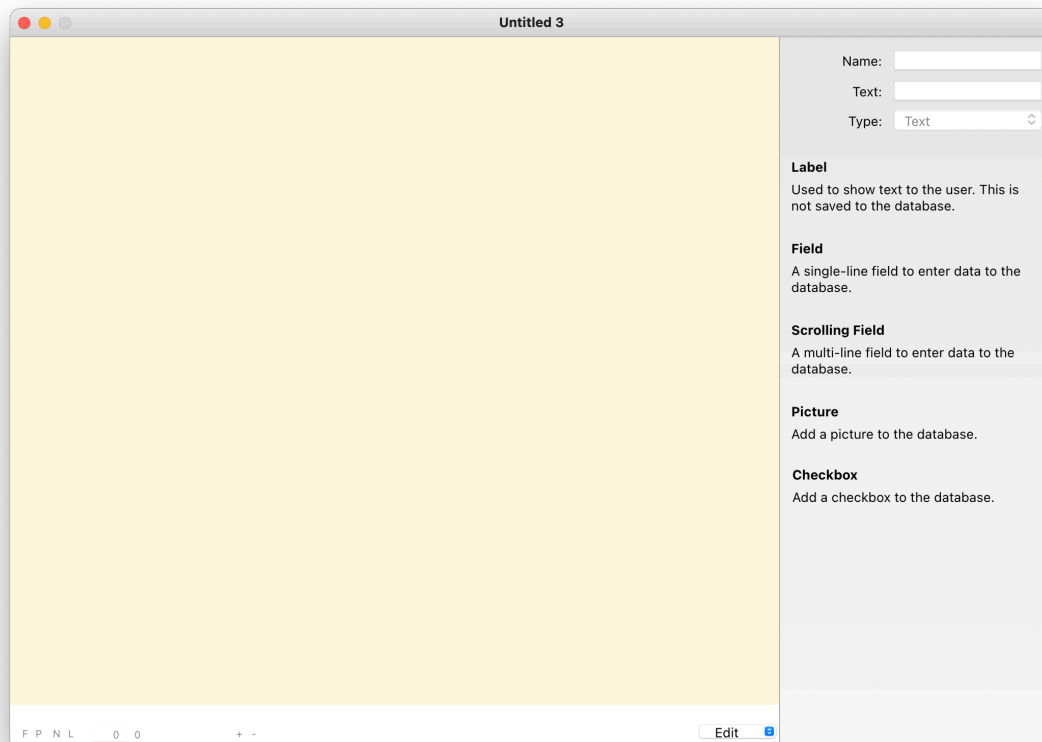 Untitled 3
Name:
Text:
Type: Text
Label
Used to show text to the user. This is
not saved to the database.
Field
A single-line field to enter data to the
database.
Scrolling Field
A multi-line field to enter data to the
database.
Picture
Add a picture to the database.
Checkbox
Add a checkbox to the database.
F P N L 0 0 + - Edit